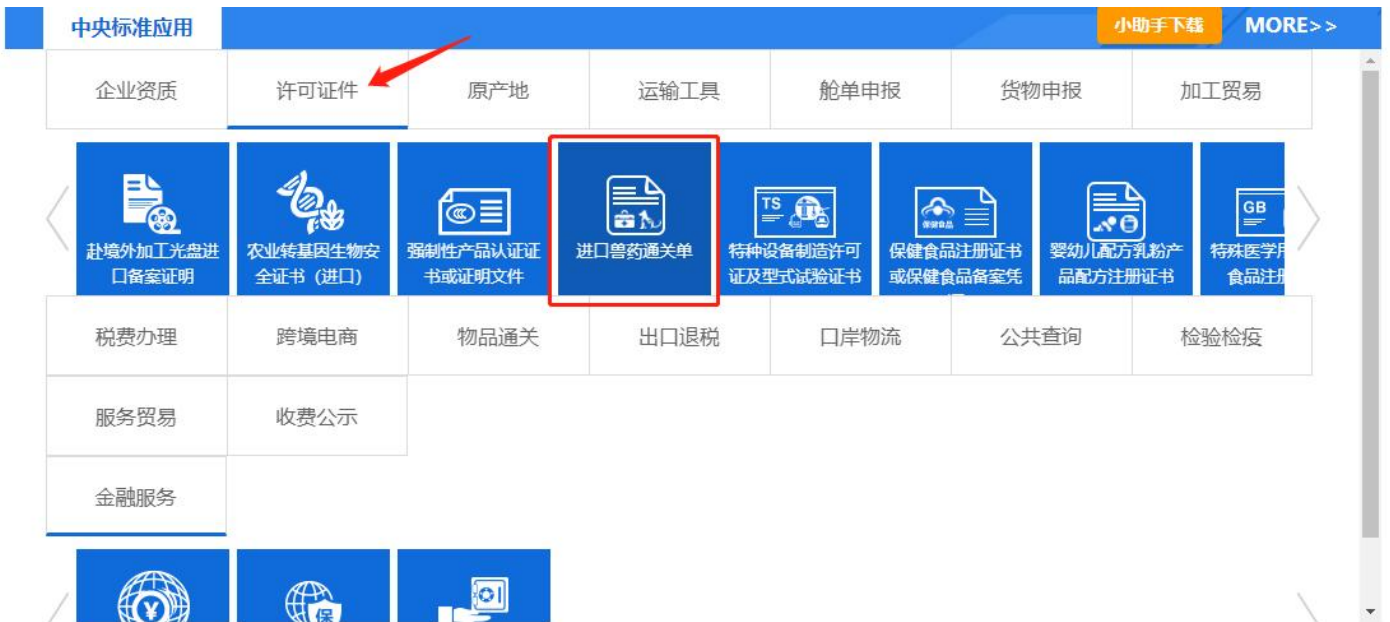 中央标准应用
小助手下载
MORE>>
企业资质
许可证件
原产地
运输工具
舱单申报
货物申报
加工贸易
赴境外加工光盘进
口备案证明
农业转基因生物安
全证书（进口）
强制性产品认证证
书或证明文件
进口兽药通关单
TS
特种设备制造许可
证及型式试验证书
保健食品
保健食品注册证书
或保健食品备案凭
婴幼儿配方乳粉产
品配方注册证书
GB
特殊医学用
食品注册
税费办理
跨境电商
物品通关
出口退税
口岸物流
公共查询
检验检疫
服务贸易
收费公示
金融服务
保